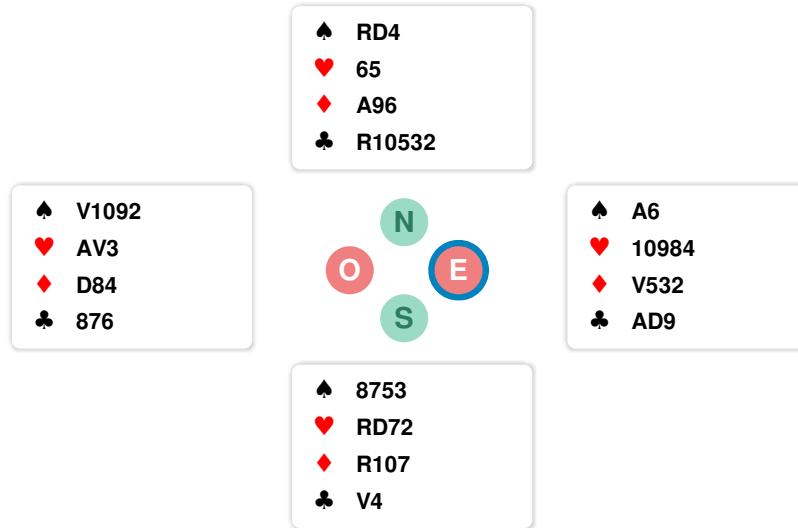 ♠ RD4
♥ 65
♦ A96
♣ R10532
♠ V1092
♥ AV3
♦ D84
♣ 876
N
O
E
S
♠ A6
♥ 10984
♦ V532
♣ AD9
♠ 8753
♥ RD72
♦ R107
♣ V4